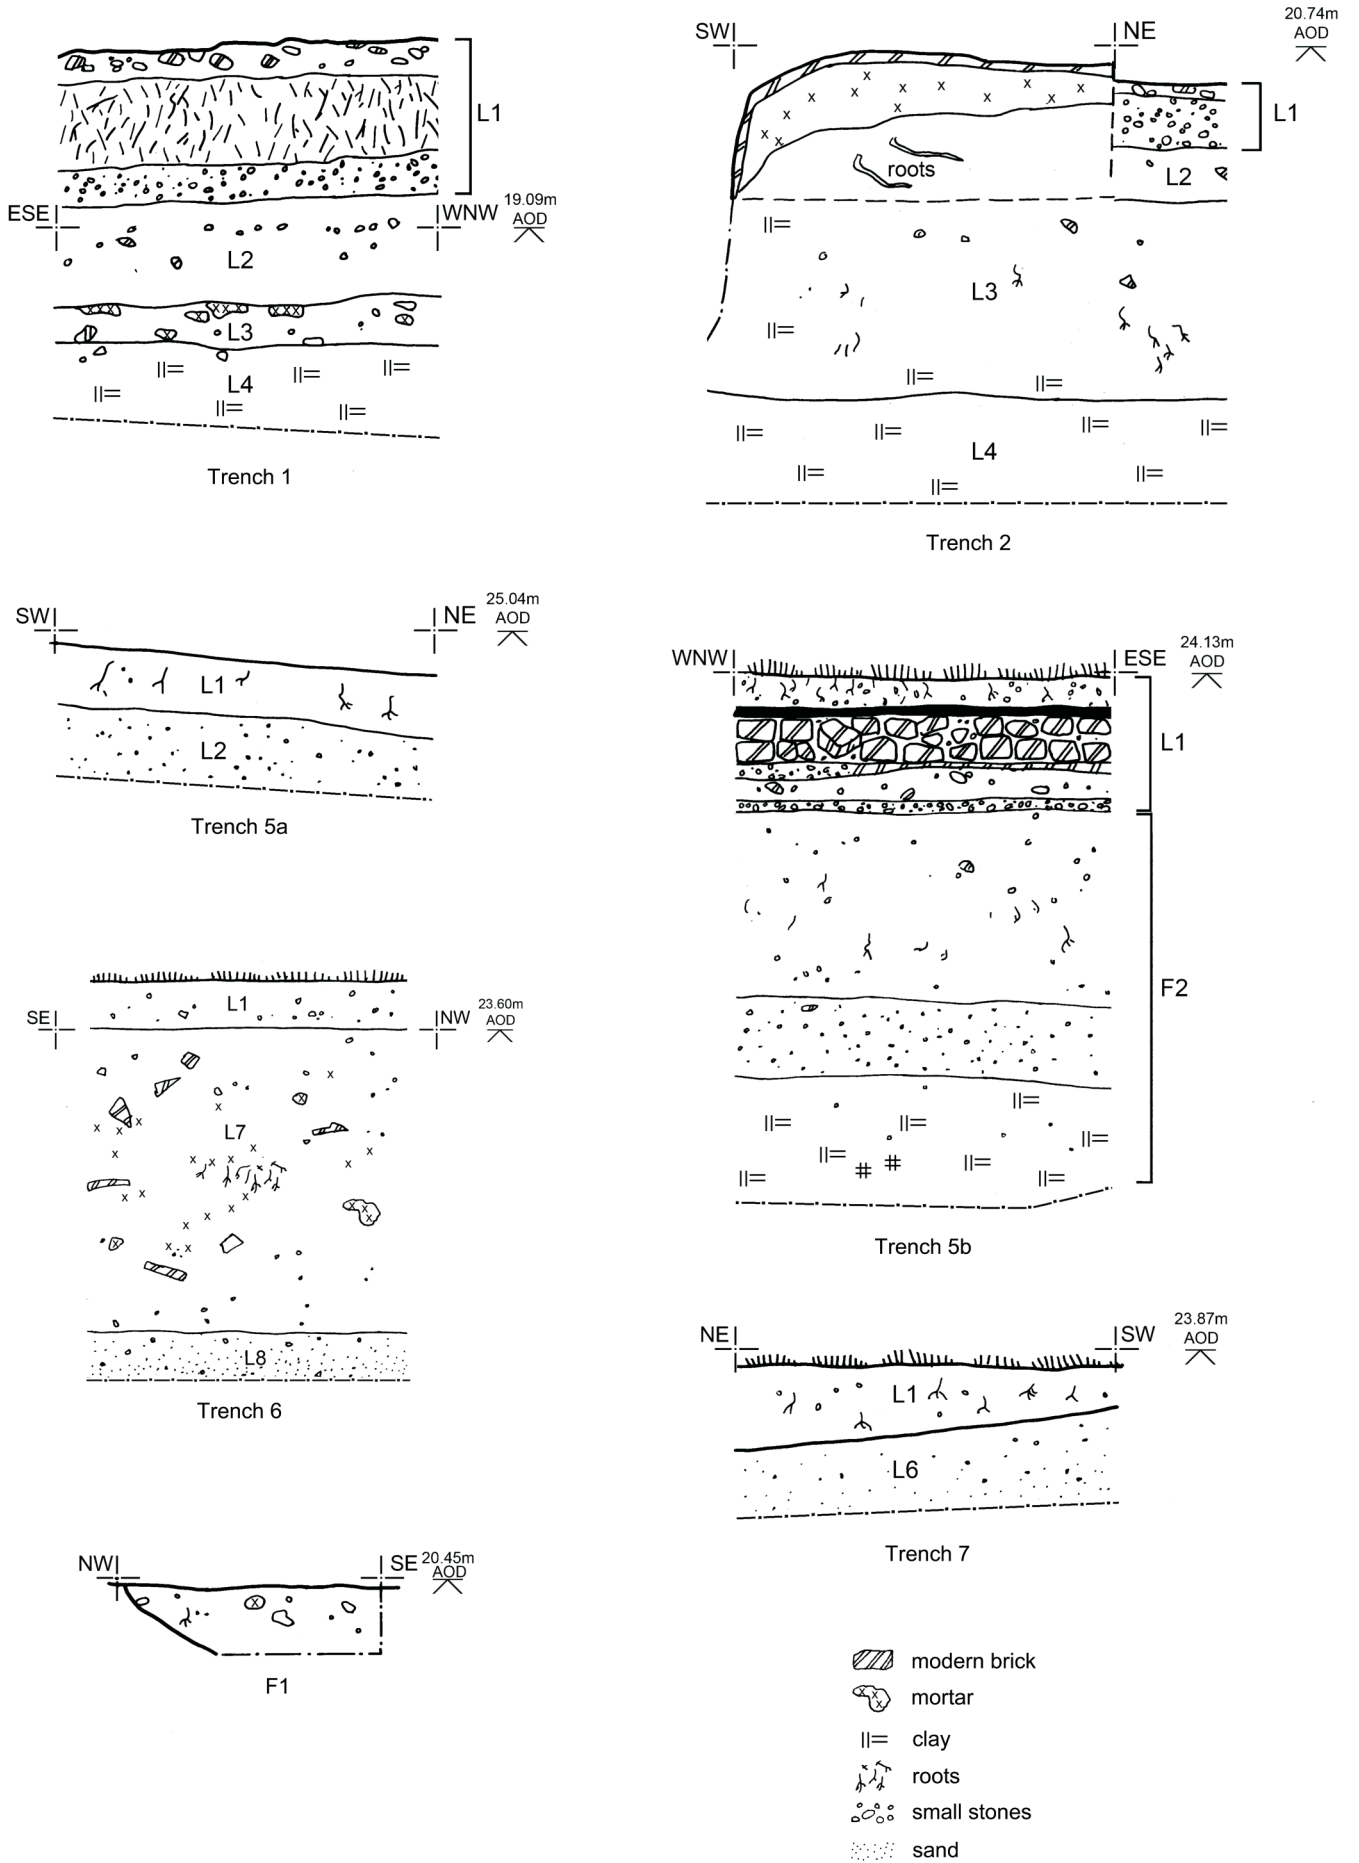 L1
ESE
WNW
19.09m
AOD
L2
L3
L4
Trench 1
SW
NE
20.74m
AOD
L1
roots
L2
L3
L4
Trench 2
SW
NE
25.04m
AOD
L1
L2
Trench 5a
WNW
ESE
24.13m
AOD
L1
F2
Trench 5b
L1
SE
NW
23.60m
AOD
L7
L8
Trench 6
NE
SW
23.87m
AOD
L1
L6
Trench 7
NW
SE
20.45m
AOD
F1
modern brick
mortar
clay
roots
small stones
sand